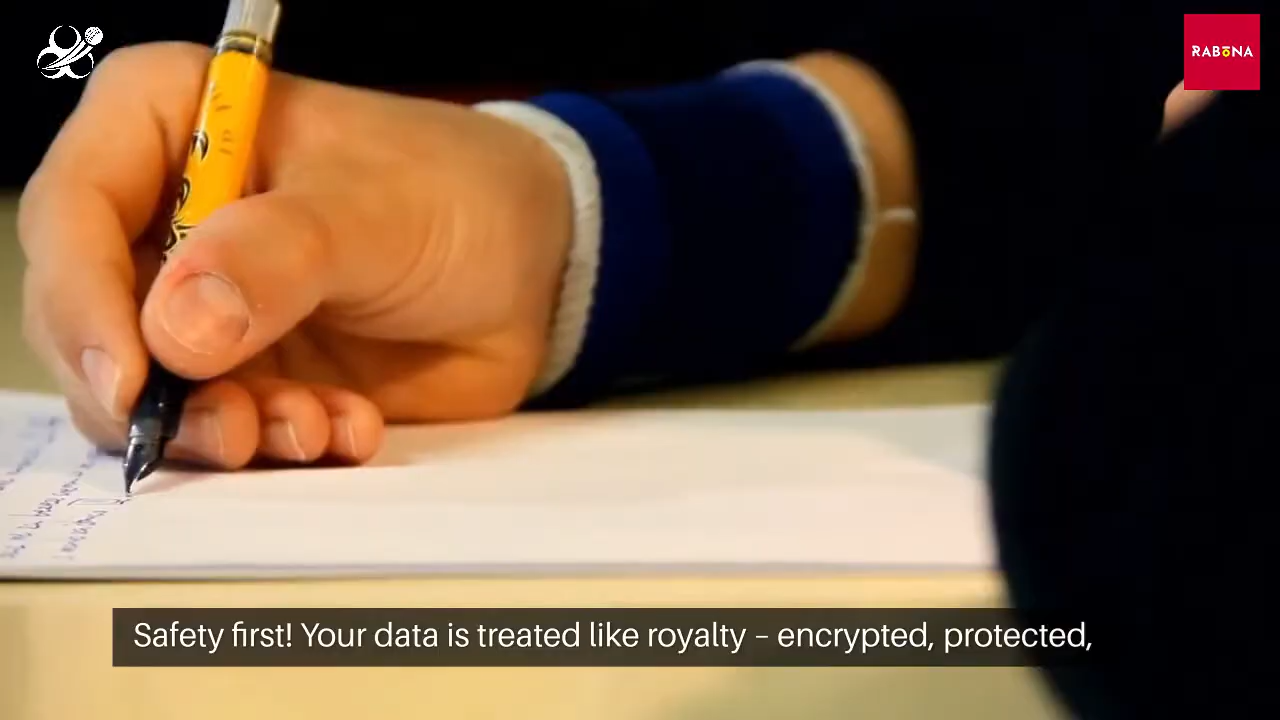 RABONA
Safety first! Your data is treated like royalty – encrypted, protected,